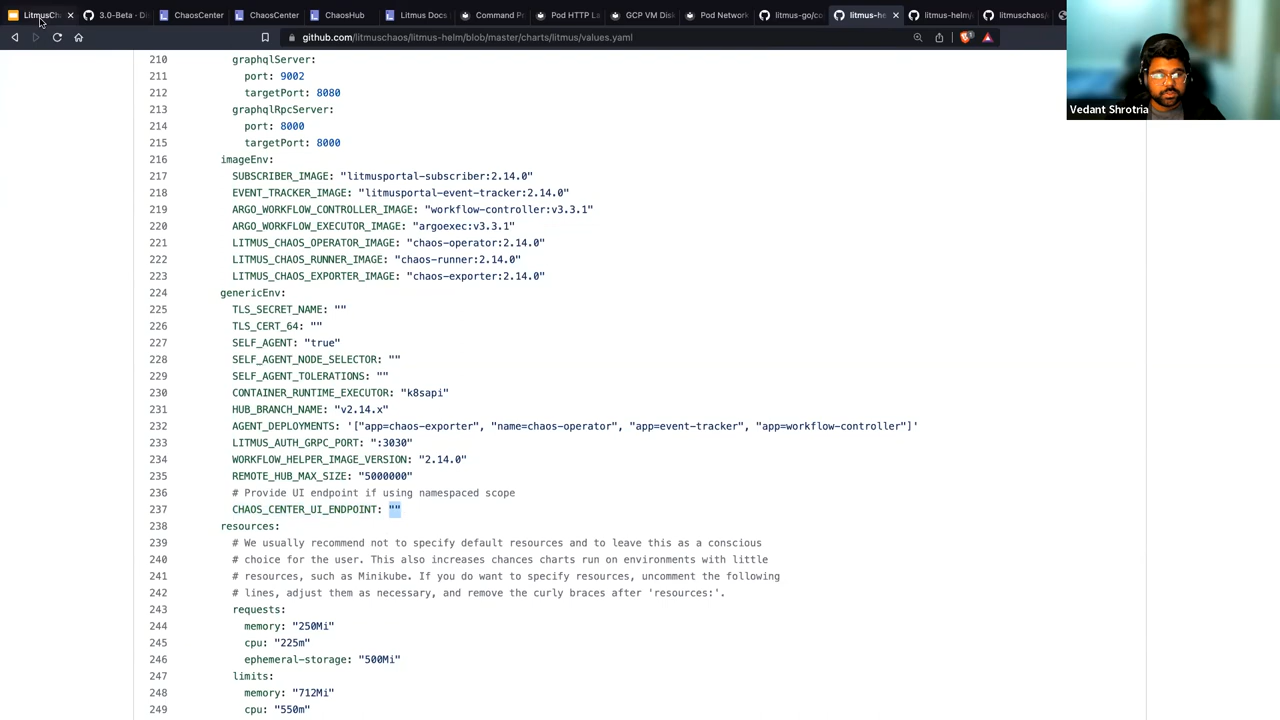 LitmusCh
3.0-Beta - Di
ChaosCenter
ChaosCenter
ChaosHub
Litmus Docs
Command P
Pod HTTP La
GCP VM Dis
Pod Network
litmus-go/co
litmus-he
litmus-helm/
litmuschaos/
github.com/litmuschaos/litmus-helm/blob/master/charts/litmus/values.yaml
Vedant Shrotria
210 graphqlServer:
211 port: 9002
212 targetPort: 8080
213 graphqlRpcServer:
214 port: 8000
215 targetPort: 8000
216 imageEnv:
217 SUBSCRIBER_IMAGE: "litmusportal-subscriber:2.14.0"
218 EVENT_TRACKER_IMAGE: "litmusportal-event-tracker:2.14.0"
219 ARGO_WORKFLOW_CONTROLLER_IMAGE: "workflow-controller:v3.3.1"
220 ARGO_WORKFLOW_EXECUTOR_IMAGE: "argoexec:v3.3.1"
221 LITMUS_CHAOS_OPERATOR_IMAGE: "chaos-operator:2.14.0"
222 LITMUS_CHAOS_RUNNER_IMAGE: "chaos-runner:2.14.0"
223 LITMUS_CHAOS_EXPORTER_IMAGE: "chaos-exporter:2.14.0"
224 genericEnv:
225 TLS_SECRET_NAME: ""
226 TLS_CERT_64: ""
227 SELF_AGENT: "true"
228 SELF_AGENT_NODE_SELECTOR: ""
229 SELF_AGENT_TOLERATIONS: ""
230 CONTAINER_RUNTIME_EXECUTOR: "k8sapi"
231 HUB_BRANCH_NAME: "v2.14.x"
232 AGENT_DEPLOYMENTS: '["app=chaos-exporter", "name=chaos-operator", "app=event-tracker", "app=workflow-controller"]'
233 LITMUS_AUTH_GRPC_PORT: ":3030"
234 WORKFLOW_HELPER_IMAGE_VERSION: "2.14.0"
235 REMOTE_HUB_MAX_SIZE: "5000000"
236 # Provide UI endpoint if using namespaced scope
237 CHAOS_CENTER_UI_ENDPOINT: ""
238 resources:
239 # We usually recommend not to specify default resources and to leave this as a conscious
240 # choice for the user. This also increases chances charts run on environments with little
241 # resources, such as Minikube. If you do want to specify resources, uncomment the following
242 # lines, adjust them as necessary, and remove the curly braces after 'resources:'.
243 requests:
244 memory: "250Mi"
245 cpu: "225m"
246 ephemeral-storage: "500Mi"
247 limits:
248 memory: "712Mi"
249 cpu: "550m"